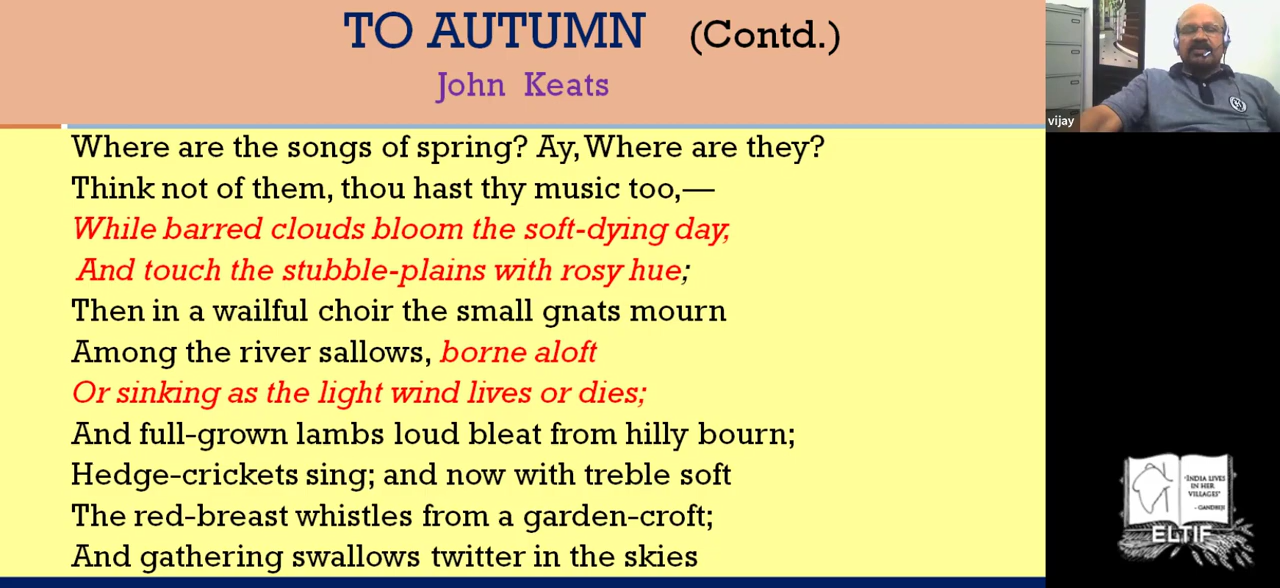 TO AUTUMN (Contd.)
John Keats
Where are the songs of spring? Ay, Where are they?
Think not of them, thou hast thy music too,—
While barred clouds bloom the soft-dying day,
And touch the stubble-plains with rosy hue;
Then in a wailful choir the small gnats mourn
Among the river sallows, borne aloft
Or sinking as the light wind lives or dies;
And full-grown lambs loud bleat from hilly bourn;
Hedge-crickets sing; and now with treble soft
The red-breast whistles from a garden-croft;
And gathering swallows twitter in the skies
vijay
"INDIA LIVES
IN HER
VILLAGES"
- GANDHIJI
ELTIF